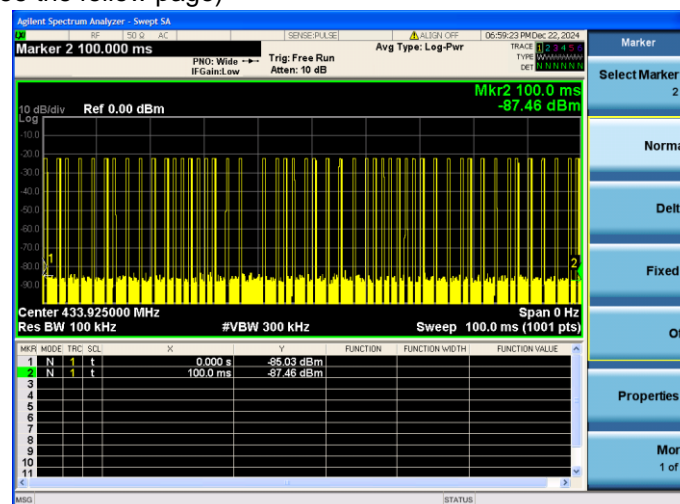 se the follow page)
Agilent Spectrum Analyzer - Swept SA
RF 50 Ω AC SENSE:PULSE ALIGN OFF 06:59:23 PM Dec 22, 2024
Marker 2 100.000 ms
PNO: Wide Trig: Free Run Avg Type: Log-Pwr TRACE 1 2 3 4 5 6
IFGain:Low Atten: 10 dB TYPE
DET N N N N N N
Mkr2 100.0 ms
-87.46 dBm
10 dB/div Ref 0.00 dBm
Log
-10.0
-20.0
-30.0
-40.0
-50.0
-60.0
-70.0
-80.0
-90.0
1
2
Center 433.925000 MHz Span 0 Hz
Res BW 100 kHz #VBW 300 kHz Sweep 100.0 ms (1001 pts)
MKR MODE TRC SCL X Y FUNCTION FUNCTION WIDTH FUNCTION VALUE
1 N 1 t 0.000 s -85.03 dBm
2 N 1 t 100.0 ms -87.46 dBm
3
4
5
6
7
8
9
10
11
MSG STATUS
Marker
Select Marker
2
Norma
Delt
Fixed
Of
Properties
Mor
1 of